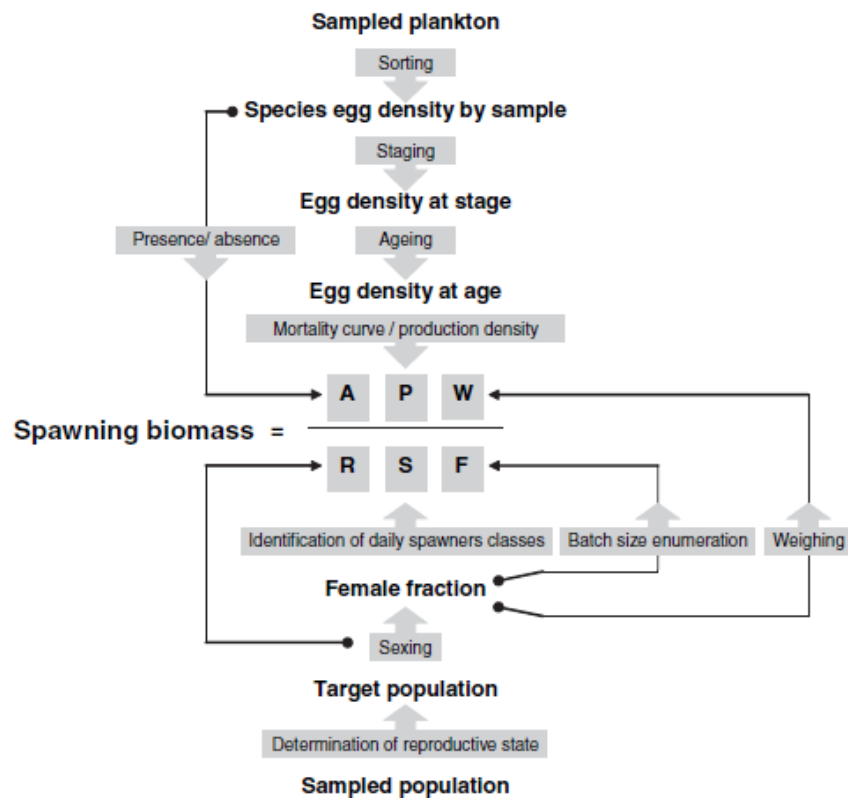 Sampled plankton
Sorting
Species egg density by sample
Staging
Egg density at stage
Presence/ absence
Ageing
Egg density at age
Mortality curve / production density
A P W
Spawning biomass =
R S F
Identification of daily spawners classes
Batch size enumeration
Weighing
Female fraction
Sexing
Target population
Determination of reproductive state
Sampled population